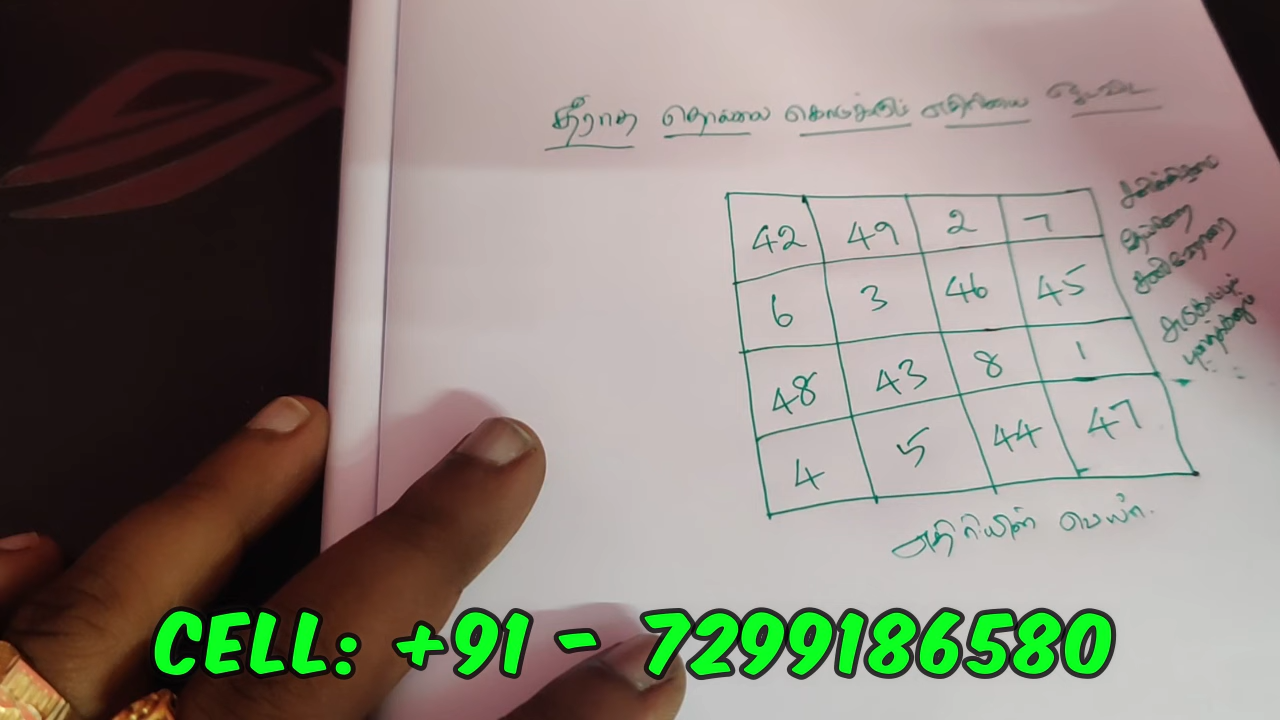 தீராத தொல்லை கொடுக்கும் எதிரியை ஓடவிட
42 49 2 7
6 3 46 45
48 43 8 1
4 5 44 47
எதிரியின் பெயர்.
CELL: +91 - 7299186580